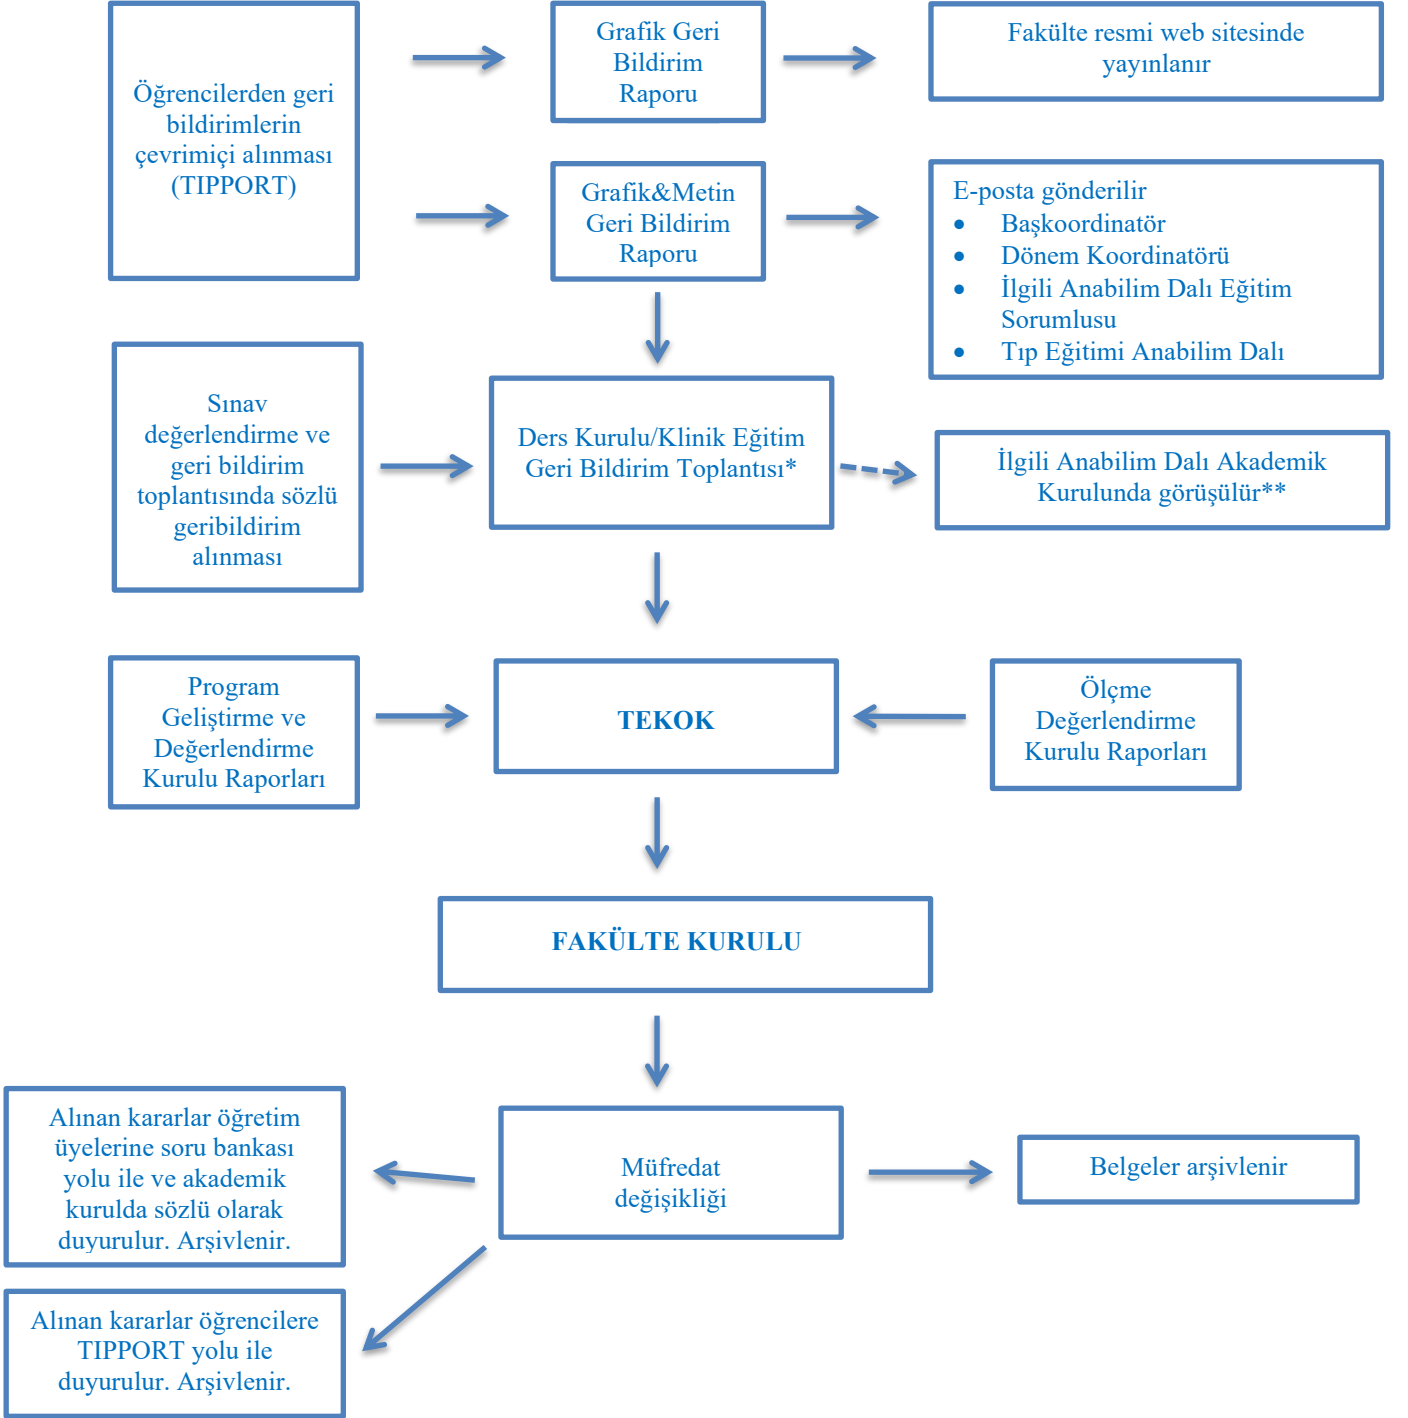 Öğrencilerden geri
bildirimlerin
çevrimiçi alınması
(TIPPORT)
Grafik Geri
Bildirim
Raporu
Fakülte resmi web sitesinde
yayınlanır
Grafik&Metin
Geri Bildirim
Raporu
E-posta gönderilir
• Başkoordinatör
• Dönem Koordinatörü
• İlgili Anabilim Dalı Eğitim
Sorumlusu
• Tıp Eğitimi Anabilim Dalı
Sınav
değerlendirme ve
geri bildirim
toplantısında sözlü
geribildirim
alınması
Ders Kurulu/Klinik Eğitim
Geri Bildirim Toplantısı*
İlgili Anabilim Dalı Akademik
Kurulunda görüşülür**
Program
Geliştirme ve
Değerlendirme
Kurulu Raporları
TEKOK
Ölçme
Değerlendirme
Kurulu Raporları
FAKÜLTE KURULU
Alınan kararlar öğretim
üyelerine soru bankası
yolu ile ve akademik
kurulda sözlü olarak
duyurulur. Arşivlenir.
Müfredat
değişikliği
Belgeler arşivlenir
Alınan kararlar öğrencilere
TIPPORT yolu ile
duyurulur. Arşivlenir.